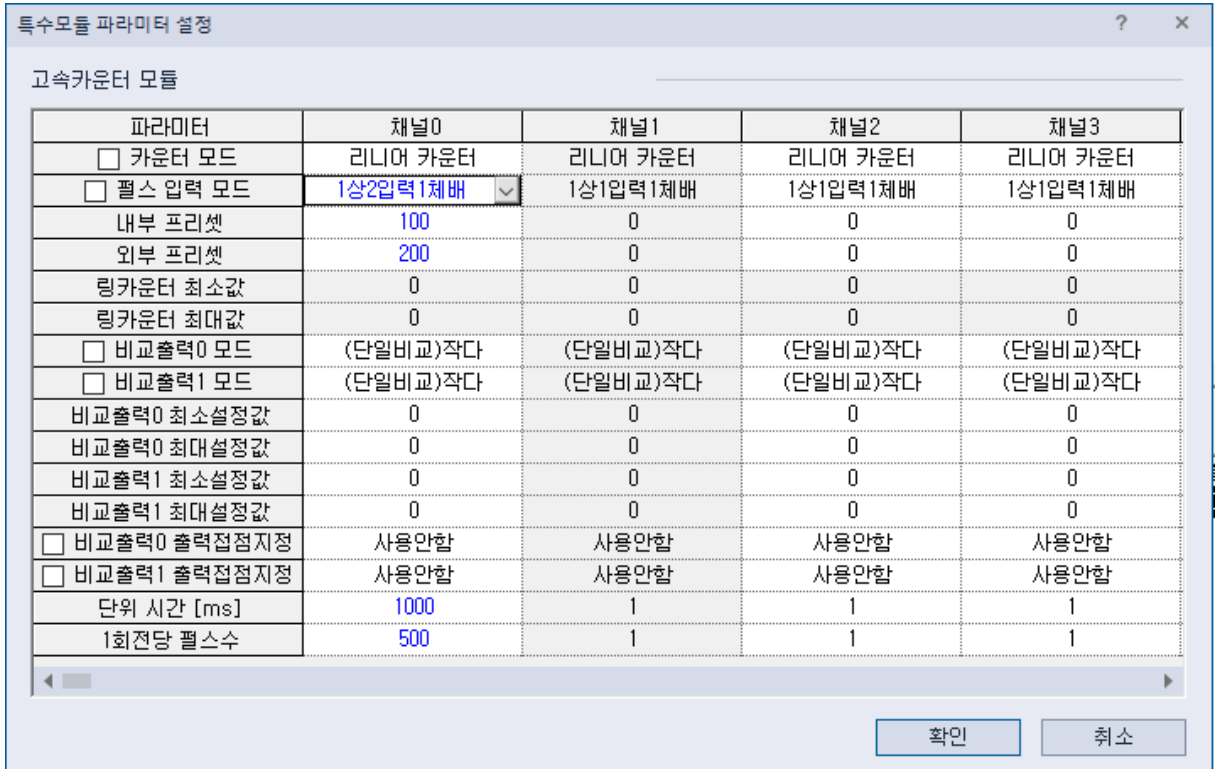 특수모듈 파라미터 설정 ? ×
고속카운터 모듈
파라미터 채널0 채널1 채널2 채널3
카운터 모드 리니어 카운터 리니어 카운터 리니어 카운터 리니어 카운터
펄스 입력 모드 1상2입력1체배 1상1입력1체배 1상1입력1체배 1상1입력1체배
내부 프리셋 100 0 0 0
외부 프리셋 200 0 0 0
링카운터 최소값 0 0 0 0
링카운터 최대값 0 0 0 0
비교출력0 모드 (단일비교)작다 (단일비교)작다 (단일비교)작다 (단일비교)작다
비교출력1 모드 (단일비교)작다 (단일비교)작다 (단일비교)작다 (단일비교)작다
비교출력0 최소설정값 0 0 0 0
비교출력0 최대설정값 0 0 0 0
비교출력1 최소설정값 0 0 0 0
비교출력1 최대설정값 0 0 0 0
비교출력0 출력접점지정 사용안함 사용안함 사용안함 사용안함
비교출력1 출력접점지정 사용안함 사용안함 사용안함 사용안함
단위 시간 [ms] 1000 1 1 1
1회전당 펄스수 500 1 1 1
확인 취소